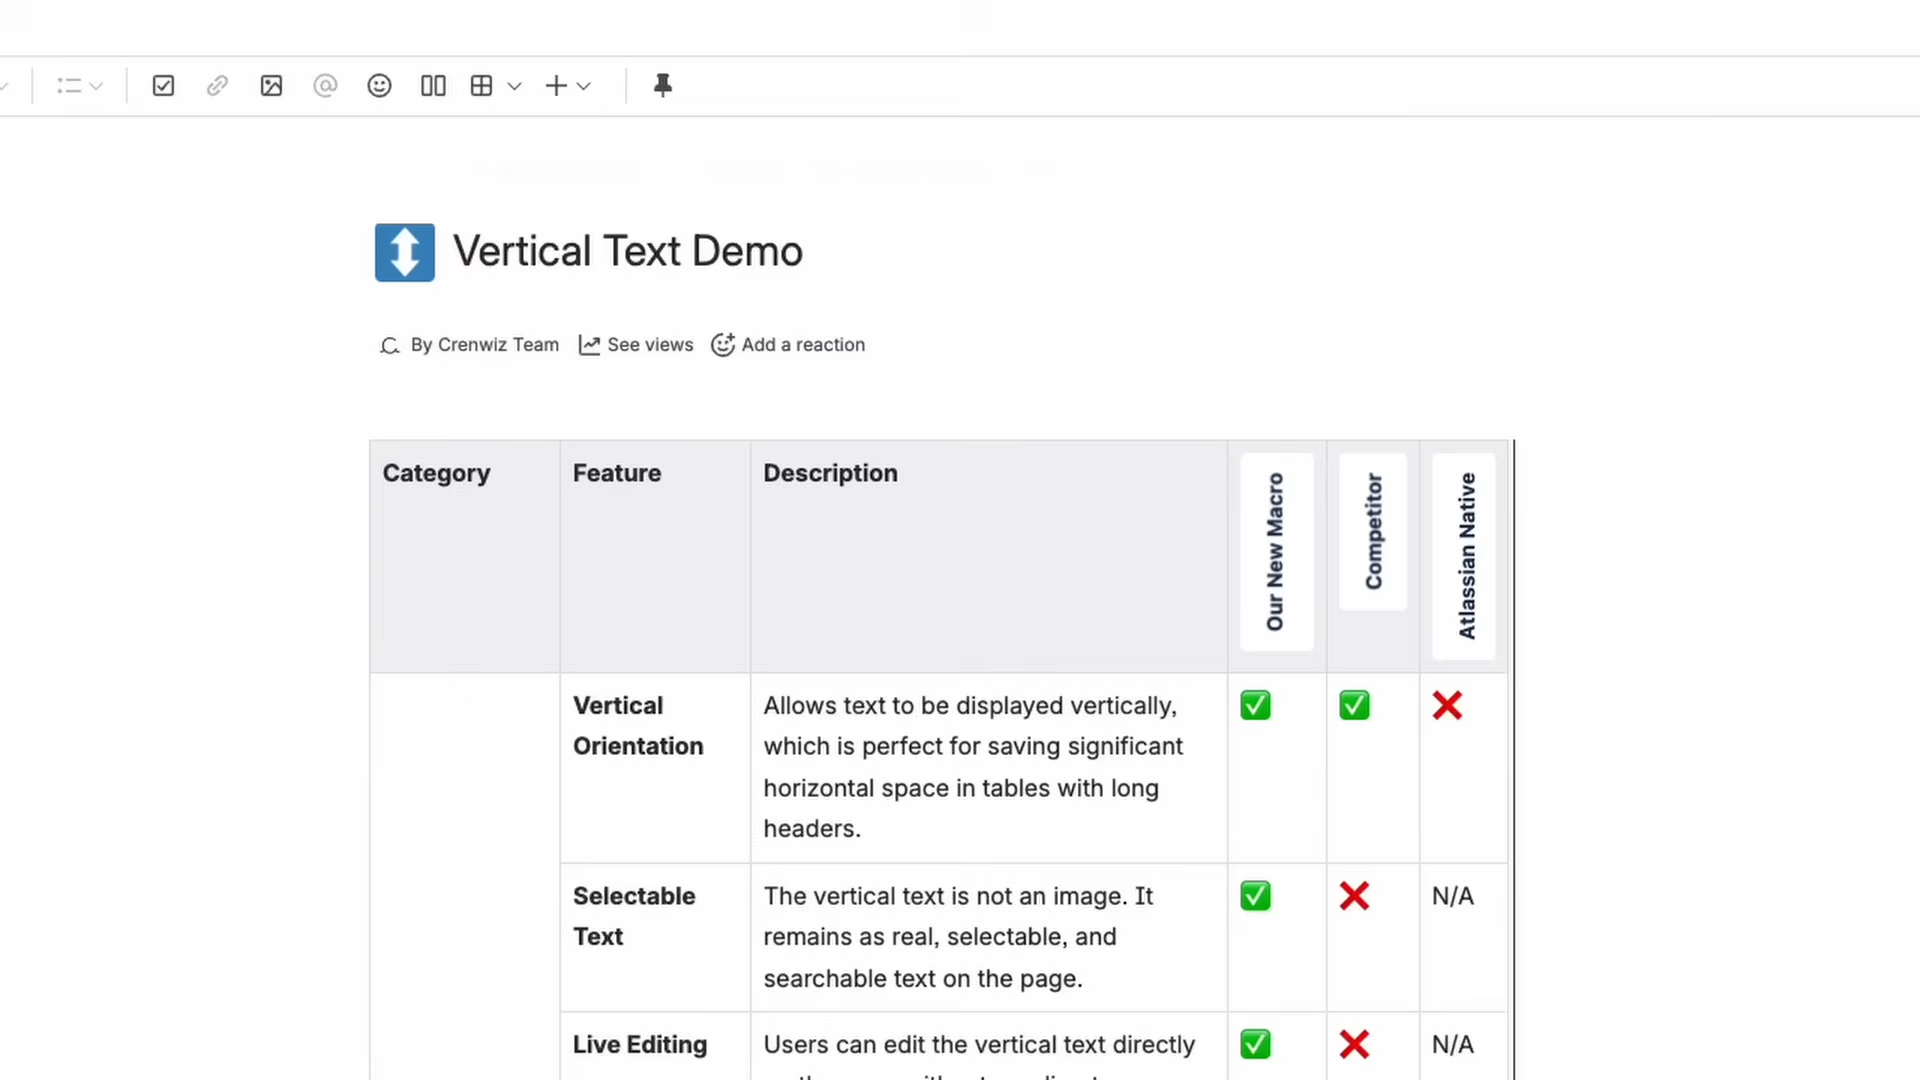 Vertical Text Demo
By Crenwiz Team See views Add a reaction
Category Feature Description Our New Macro Competitor Atlassian Native
Vertical
Orientation
Allows text to be displayed vertically,
which is perfect for saving significant
horizontal space in tables with long
headers.
Selectable
Text
The vertical text is not an image. It
remains as real, selectable, and
searchable text on the page.
N/A
Live Editing
Users can edit the vertical text directly
N/A